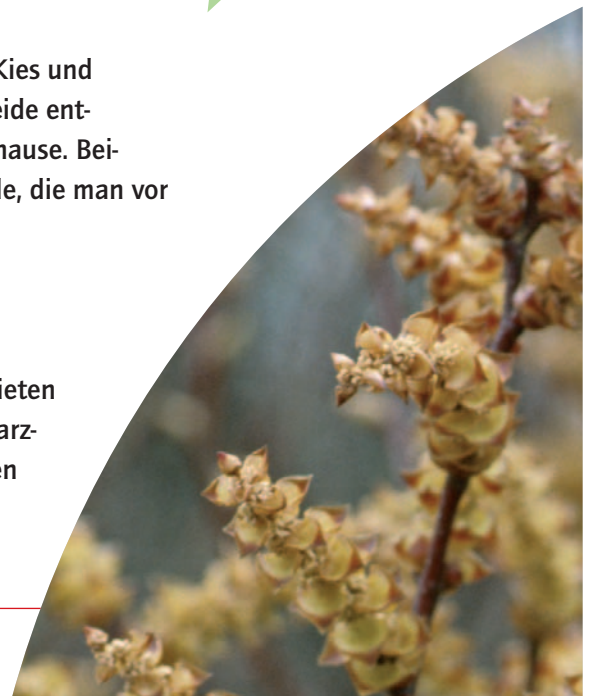 Kies und
eide ent-
hause. Bei-
le, die man vor
ieten
arz-
en